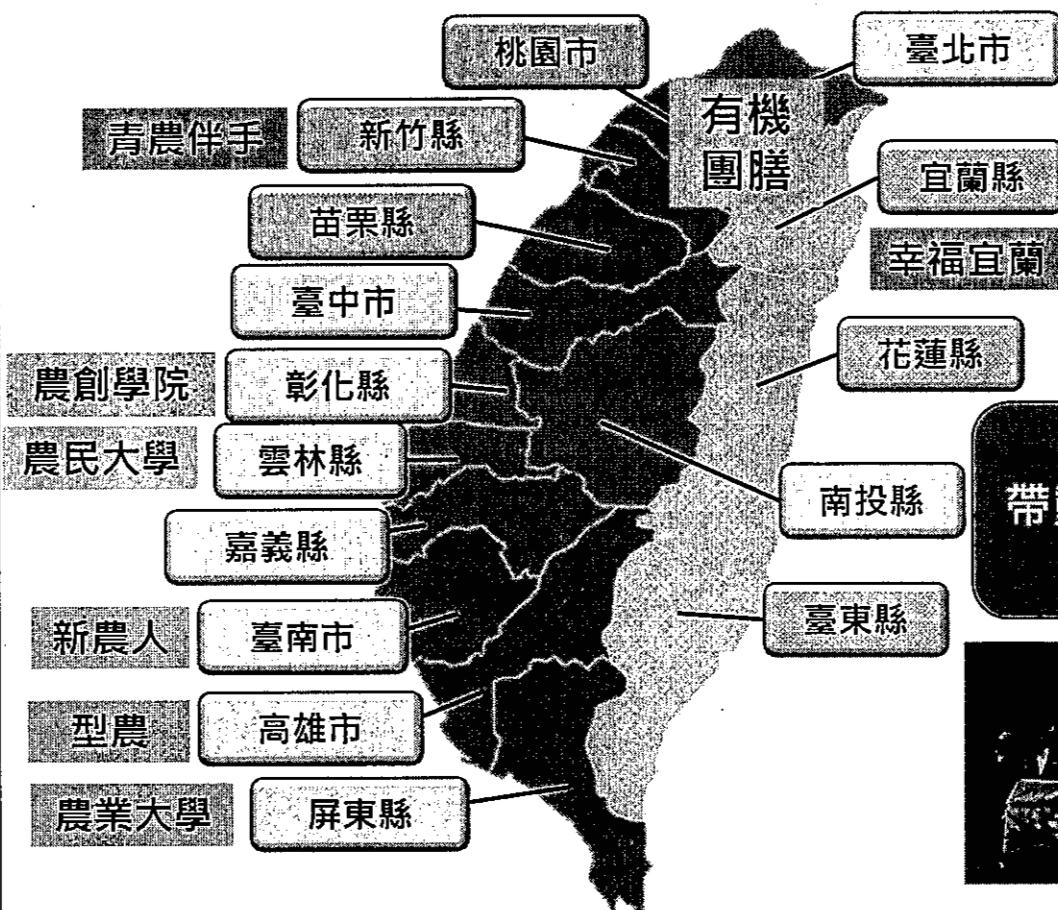 桃園市
臺北市
有機
團膳
青農伴手
新竹縣
宜蘭縣
苗栗縣
幸福宜蘭
臺中市
花蓮縣
農創學院
彰化縣
農民大學
雲林縣
南投縣
帶
嘉義縣
新農人
臺南市
臺東縣
型農
高雄市
農業大學
屏東縣